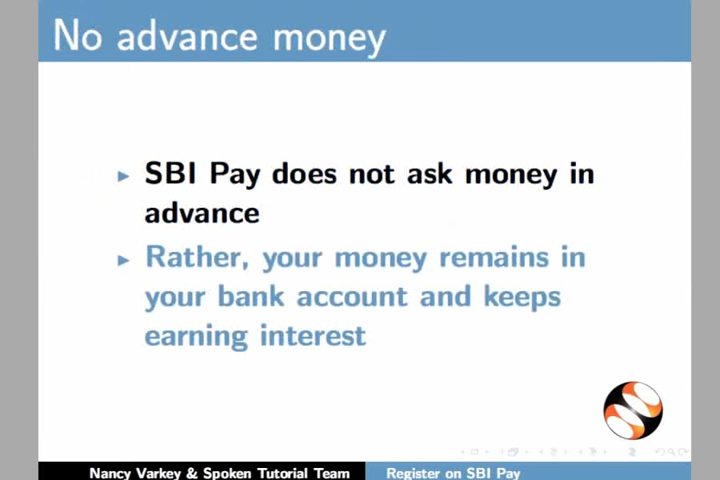 No advance money
▶ SBI Pay does not ask money in
advance
▶ Rather, your money remains in
your bank account and keeps
earning interest
Nancy Varkey & Spoken Tutorial Team
Register on SBI Pay